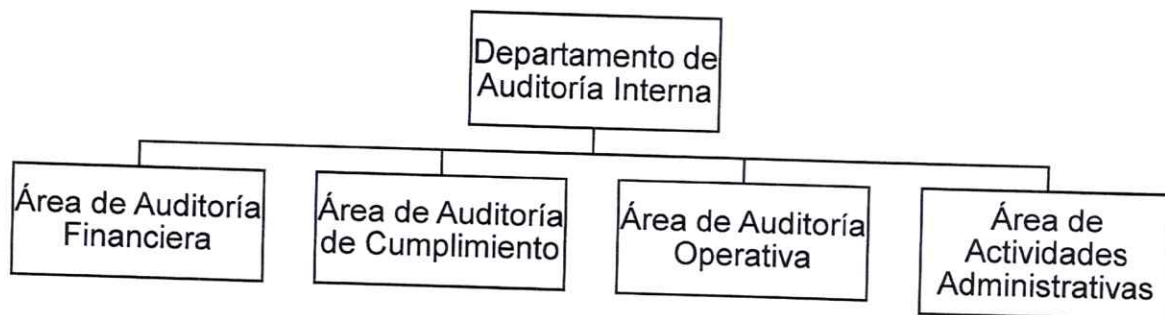 Departamento de
Auditoría Interna
Área de Auditoría
Financiera
Área de Auditoría
de Cumplimiento
Área de Auditoría
Operativa
Área de
Actividades
Administrativas